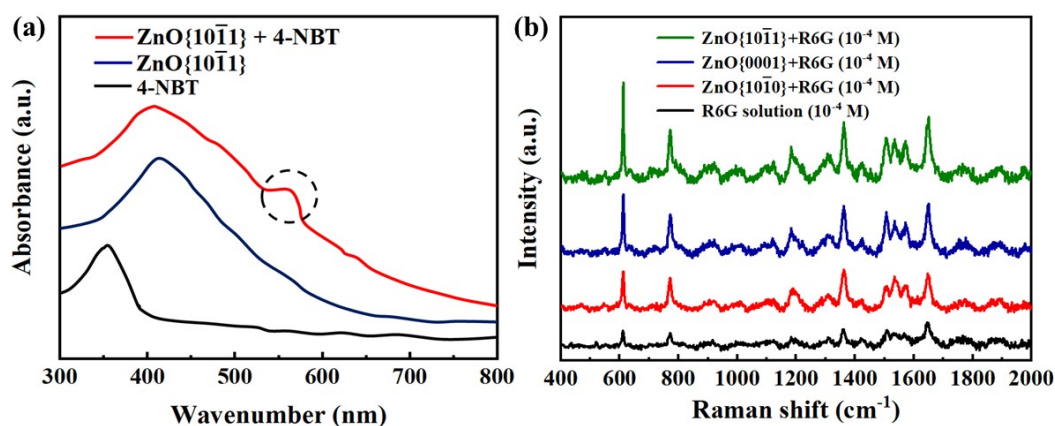 (a)
ZnO{101̅1} + 4-NBT
ZnO{101̅1}
4-NBT
Absorbance (a.u.)
300 400 500 600 700 800
Wavenumber (nm)
(b)
ZnO{101̅1}+R6G (10⁻⁴ M)
ZnO{0001}+R6G (10⁻⁴ M)
ZnO{101̅0}+R6G (10⁻⁴ M)
R6G solution (10⁻⁴ M)
Intensity (a.u.)
400 600 800 1000 1200 1400 1600 1800 2000
Raman shift (cm⁻¹)